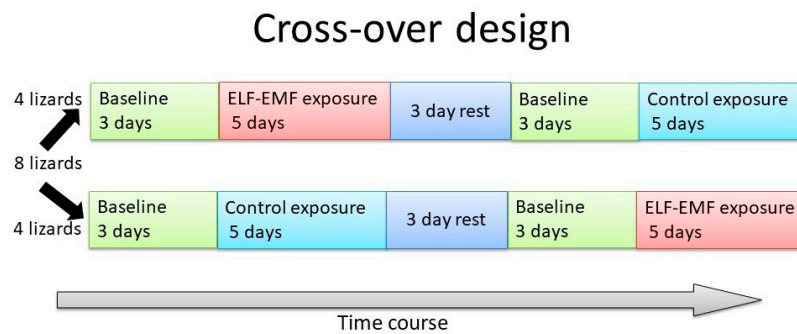 Cross-over design
4 lizards
Baseline
3 days
ELF-EMF exposure
5 days
3 day rest
Baseline
3 days
Control exposure
5 days
8 lizards
4 lizards
Baseline
3 days
Control exposure
5 days
3 day rest
Baseline
3 days
ELF-EMF exposure
5 days
Time course